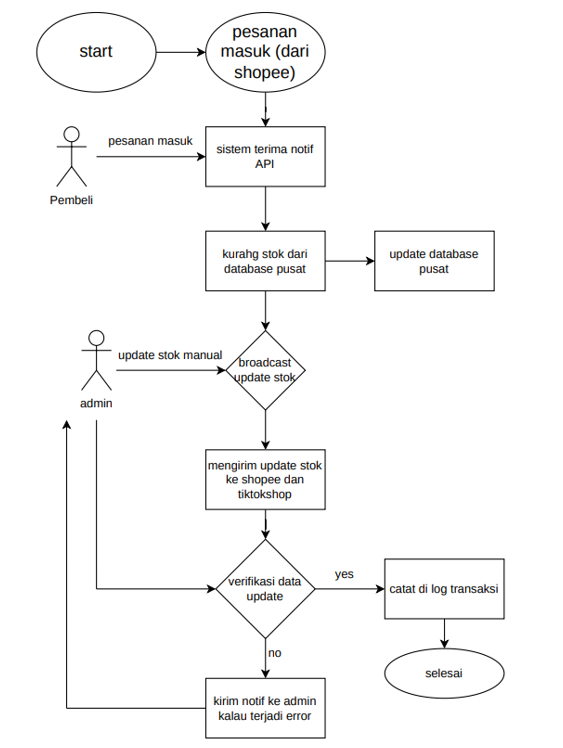 start
pesanan
masuk (dari
shopee)
pesanan masuk
sistem terima notif
API
Pembeli
kurahg stok dari
database pusat
update database
pusat
update stok manual
broadcast
update stok
admin
mengirim update stok
ke shopee dan
tiktokshop
verifikasi data
update
yes
catat di log transaksi
no
selesai
kirim notif ke admin
kalau terjadi error